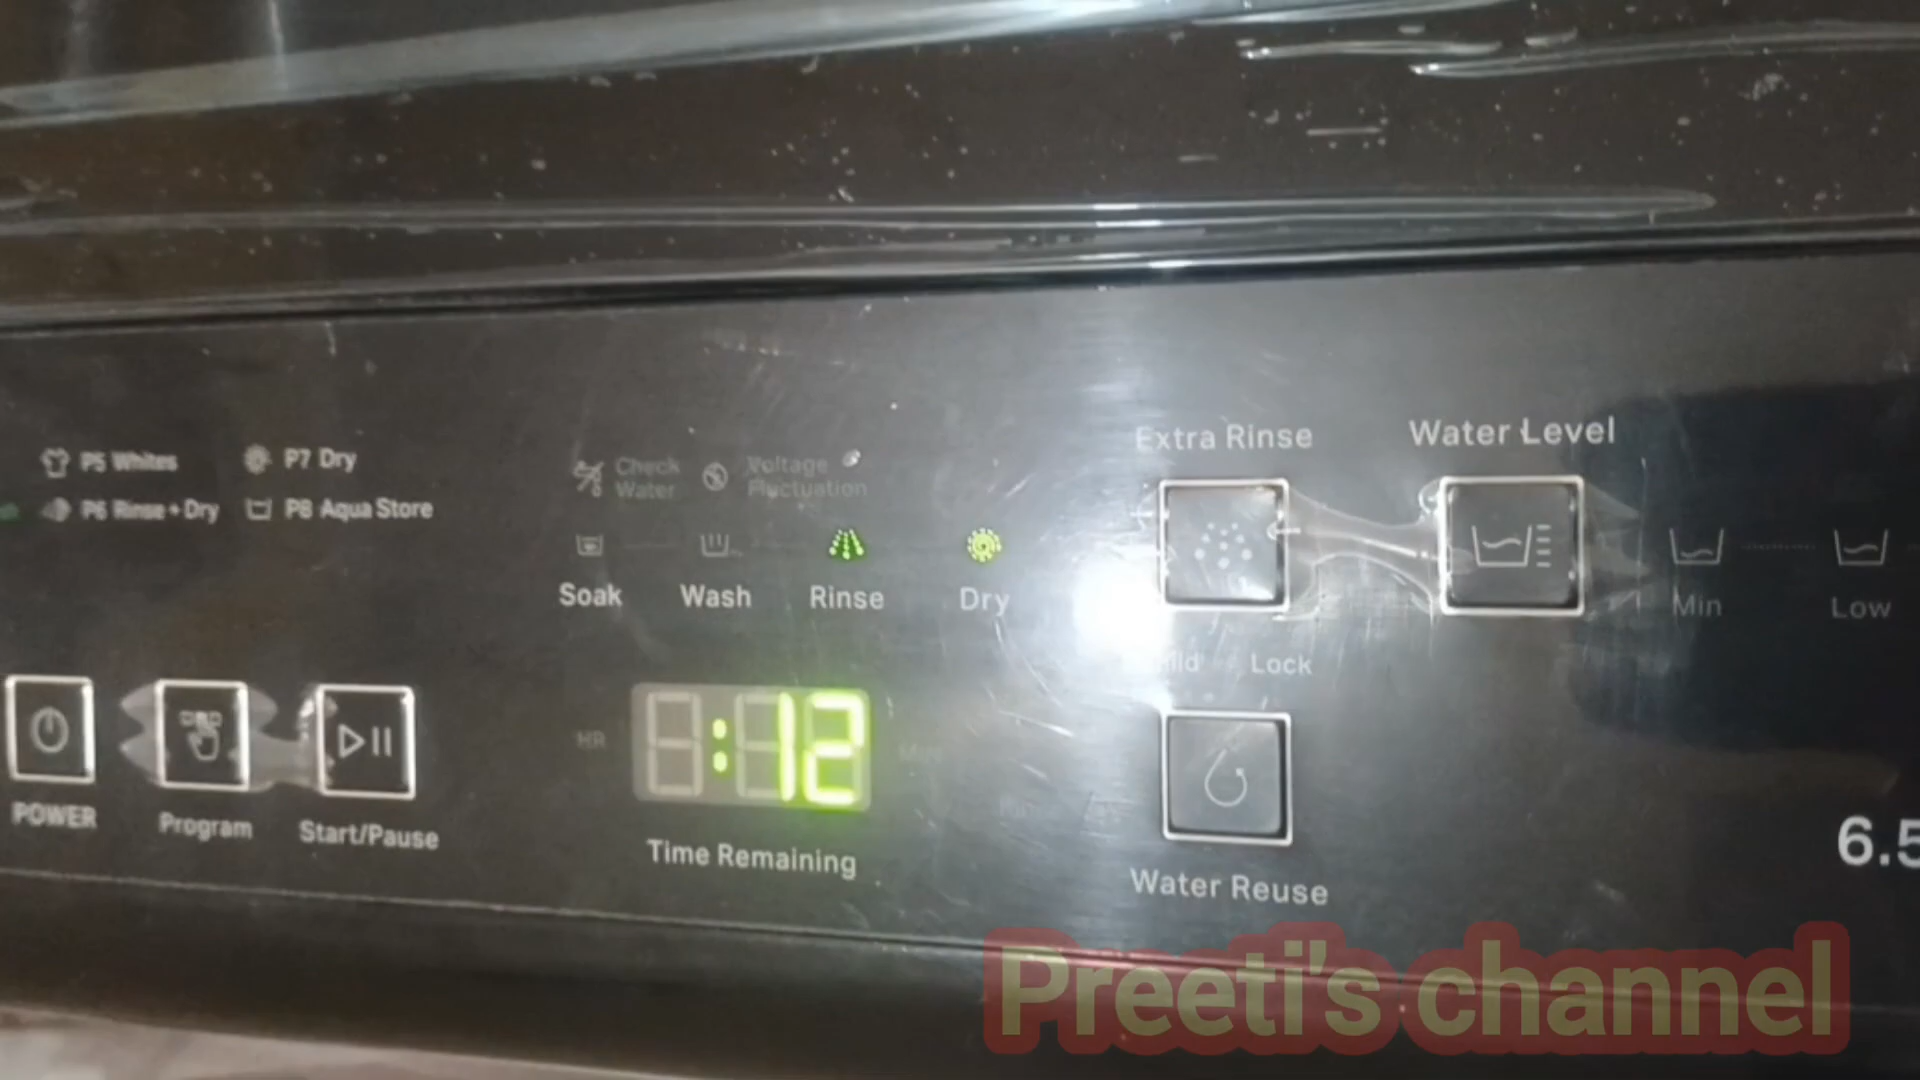 P5 Whites
P7 Dry
P6 Rinse + Dry
P8 Aqua Store
Check
Water
Voltage
Fluctuation
Soak
Wash
Rinse
Dry
Extra Rinse
Water Level
Min
Low
Lock
HR
:12
POWER
Program
Start/Pause
Time Remaining
Water Reuse
6.5
Preeti's channel